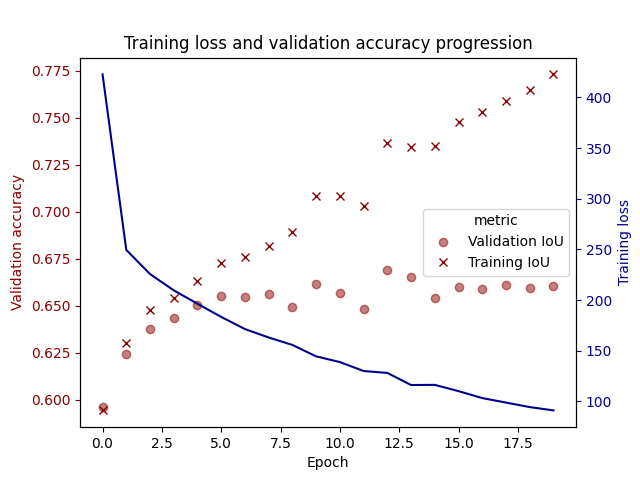 Training loss and validation accuracy progression
0.775
0.750
0.725
0.700
0.675
0.650
0.625
0.600
Validation accuracy
400
350
300
250
200
150
100
Training loss
metric
Validation IoU
Training IoU
0.0 2.5 5.0 7.5 10.0 12.5 15.0 17.5
Epoch